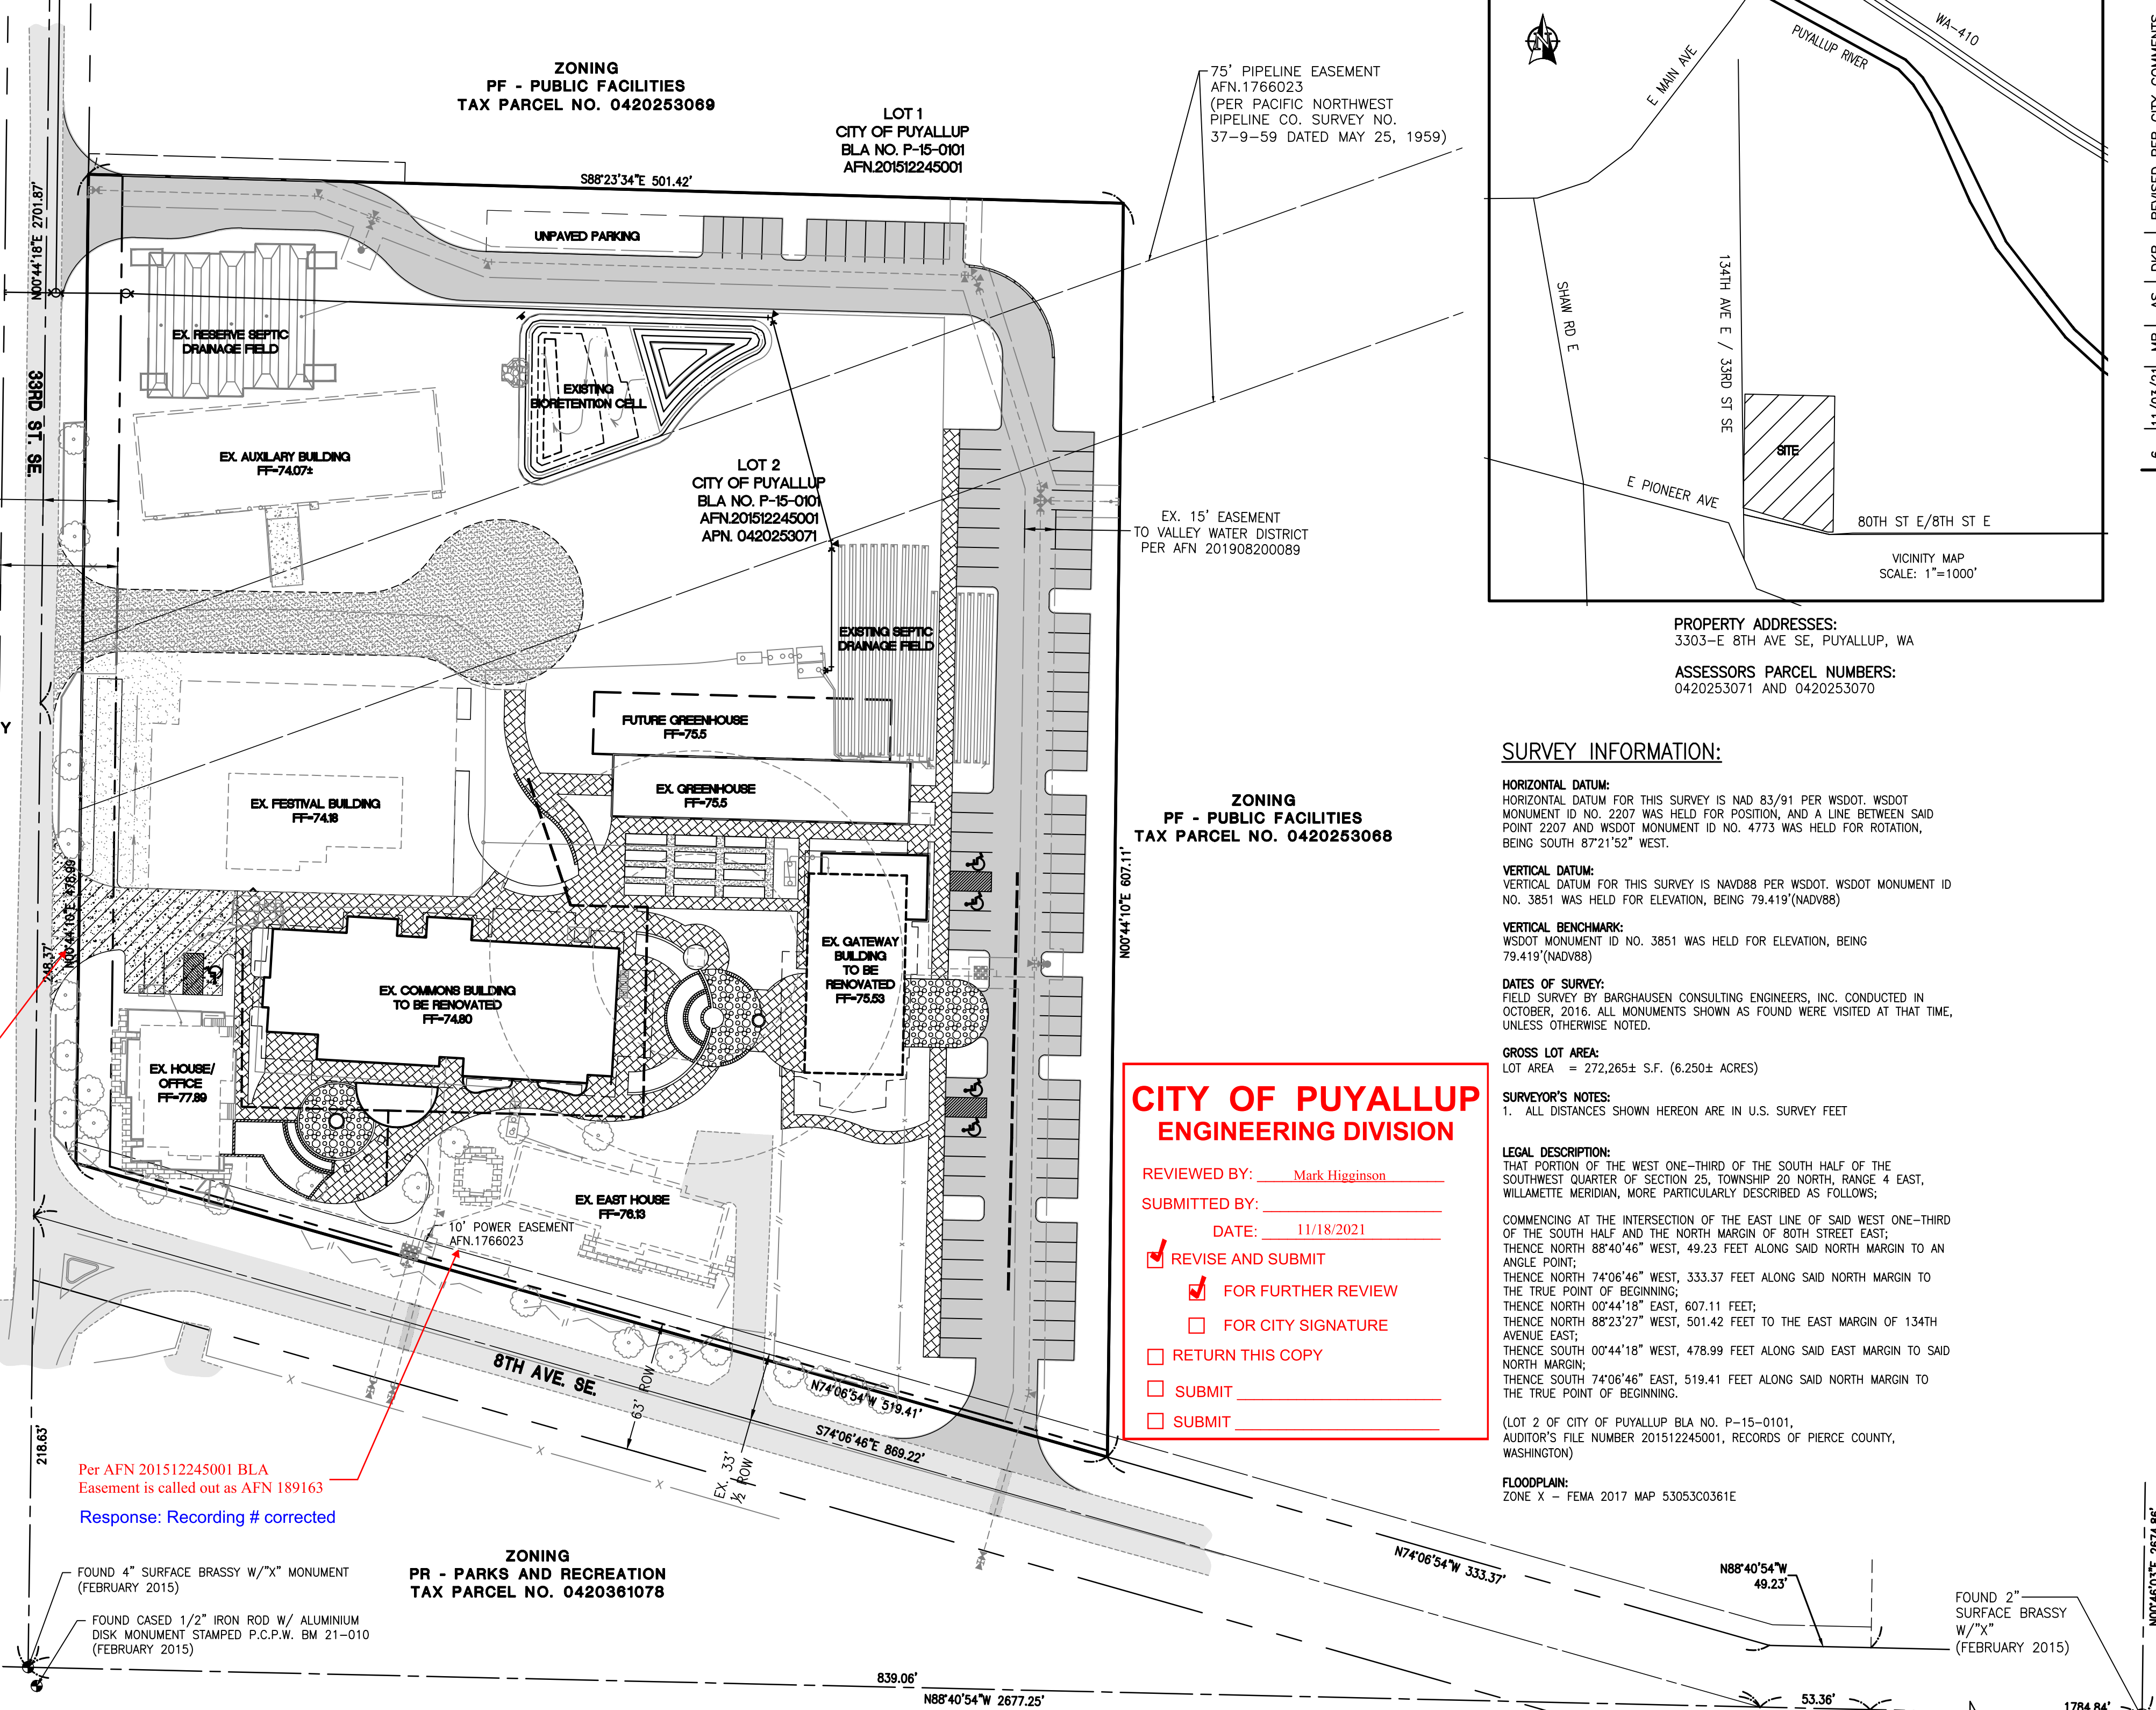 ZONING
PF - PUBLIC FACILITIES
TAX PARCEL NO. 0420253069
LOT 1
CITY OF PUYALLUP
BLA NO. P-15-0101
AFN.201512245001
75' PIPELINE EASEMENT
AFN.1766023
(PER PACIFIC NORTHWEST
PIPELINE CO. SURVEY NO.
37-9-59 DATED MAY 25, 1959)
S88°23'34"E 501.42'
N00°44'18"E 2701.87'
UNPAVED PARKING
EX. RESERVE SEPTIC
DRAINAGE FIELD
33RD ST. SE.
EXISTING
BIORETENTION CELL
EX. AUXILARY BUILDING
FF=74.07±
LOT 2
CITY OF PUYALLUP
BLA NO. P-15-0101
AFN.201512245001
APN. 0420253071
EX. 15' EASEMENT
TO VALLEY WATER DISTRICT
PER AFN 201908200089
EXISTING SEPTIC
DRAINAGE FIELD
Y
FUTURE GREENHOUSE
FF=75.5
EX. GREENHOUSE
FF=75.5
EX. FESTIVAL BUILDING
FF=74.18
ZONING
PF - PUBLIC FACILITIES
TAX PARCEL NO. 0420253068
N00°44'10"E 607.11'
248.37'
N00°44'10"E 478.99'
EX. GATEWAY
BUILDING
TO BE
RENOVATED
FF=75.53
EX. COMMONS BUILDING
TO BE RENOVATED
FF=74.80
EX. HOUSE/
OFFICE
FF=77.89
EX. EAST HOUSE
FF=76.13
10' POWER EASEMENT
AFN.1766023
8TH AVE. SE.
63' ROW
EX. 33'
½ ROW
N74°06'54"W 519.41'
S74°06'46"E 869.22'
218.63'
Per AFN 201512245001 BLA
Easement is called out as AFN 189163
Response: Recording # corrected
FOUND 4" SURFACE BRASSY W/"X" MONUMENT
(FEBRUARY 2015)
FOUND CASED 1/2" IRON ROD W/ ALUMINIUM
DISK MONUMENT STAMPED P.C.P.W. BM 21-010
(FEBRUARY 2015)
ZONING
PR - PARKS AND RECREATION
TAX PARCEL NO. 0420361078
839.06'
N88°40'54"W 2677.25'
N74°06'54"W 333.37'
N88°40'54"W
49.23'
FOUND 2"
SURFACE BRASSY
W/"X"
(FEBRUARY 2015)
53.36'
1784.84'
N00°46'03"E 2674.86'
CITY OF PUYALLUP
ENGINEERING DIVISION
REVIEWED BY: Mark Higginson
SUBMITTED BY:
DATE: 11/18/2021
REVISE AND SUBMIT
FOR FURTHER REVIEW
FOR CITY SIGNATURE
RETURN THIS COPY
SUBMIT
SUBMIT
N
WA-410
PUYALLUP RIVER
E MAIN AVE
134TH AVE E / 33RD ST SE
SHAW RD E
SITE
E PIONEER AVE
80TH ST E/8TH ST E
VICINITY MAP
SCALE: 1"=1000'
6 11/03/21 MB AS DKB REVISED PER CITY COMMENTS
PROPERTY ADDRESSES:
3303-E 8TH AVE SE, PUYALLUP, WA
ASSESSORS PARCEL NUMBERS:
0420253071 AND 0420253070
SURVEY INFORMATION:
HORIZONTAL DATUM:
HORIZONTAL DATUM FOR THIS SURVEY IS NAD 83/91 PER WSDOT. WSDOT
MONUMENT ID NO. 2207 WAS HELD FOR POSITION, AND A LINE BETWEEN SAID
POINT 2207 AND WSDOT MONUMENT ID NO. 4773 WAS HELD FOR ROTATION,
BEING SOUTH 87°21'52" WEST.
VERTICAL DATUM:
VERTICAL DATUM FOR THIS SURVEY IS NAVD88 PER WSDOT. WSDOT MONUMENT ID
NO. 3851 WAS HELD FOR ELEVATION, BEING 79.419'(NADV88)
VERTICAL BENCHMARK:
WSDOT MONUMENT ID NO. 3851 WAS HELD FOR ELEVATION, BEING
79.419'(NADV88)
DATES OF SURVEY:
FIELD SURVEY BY BARGHAUSEN CONSULTING ENGINEERS, INC. CONDUCTED IN
OCTOBER, 2016. ALL MONUMENTS SHOWN AS FOUND WERE VISITED AT THAT TIME,
UNLESS OTHERWISE NOTED.
GROSS LOT AREA:
LOT AREA = 272,265± S.F. (6.250± ACRES)
SURVEYOR'S NOTES:
1. ALL DISTANCES SHOWN HEREON ARE IN U.S. SURVEY FEET
LEGAL DESCRIPTION:
THAT PORTION OF THE WEST ONE-THIRD OF THE SOUTH HALF OF THE
SOUTHWEST QUARTER OF SECTION 25, TOWNSHIP 20 NORTH, RANGE 4 EAST,
WILLAMETTE MERIDIAN, MORE PARTICULARLY DESCRIBED AS FOLLOWS;
COMMENCING AT THE INTERSECTION OF THE EAST LINE OF SAID WEST ONE-THIRD
OF THE SOUTH HALF AND THE NORTH MARGIN OF 80TH STREET EAST;
THENCE NORTH 88°40'46" WEST, 49.23 FEET ALONG SAID NORTH MARGIN TO AN
ANGLE POINT;
THENCE NORTH 74°06'46" WEST, 333.37 FEET ALONG SAID NORTH MARGIN TO
THE TRUE POINT OF BEGINNING;
THENCE NORTH 00°44'18" EAST, 607.11 FEET;
THENCE NORTH 88°23'27" WEST, 501.42 FEET TO THE EAST MARGIN OF 134TH
AVENUE EAST;
THENCE SOUTH 00°44'18" WEST, 478.99 FEET ALONG SAID EAST MARGIN TO SAID
NORTH MARGIN;
THENCE SOUTH 74°06'46" EAST, 519.41 FEET ALONG SAID NORTH MARGIN TO
THE TRUE POINT OF BEGINNING.
(LOT 2 OF CITY OF PUYALLUP BLA NO. P-15-0101,
AUDITOR'S FILE NUMBER 201512245001, RECORDS OF PIERCE COUNTY,
WASHINGTON)
FLOODPLAIN:
ZONE X - FEMA 2017 MAP 53053C0361E